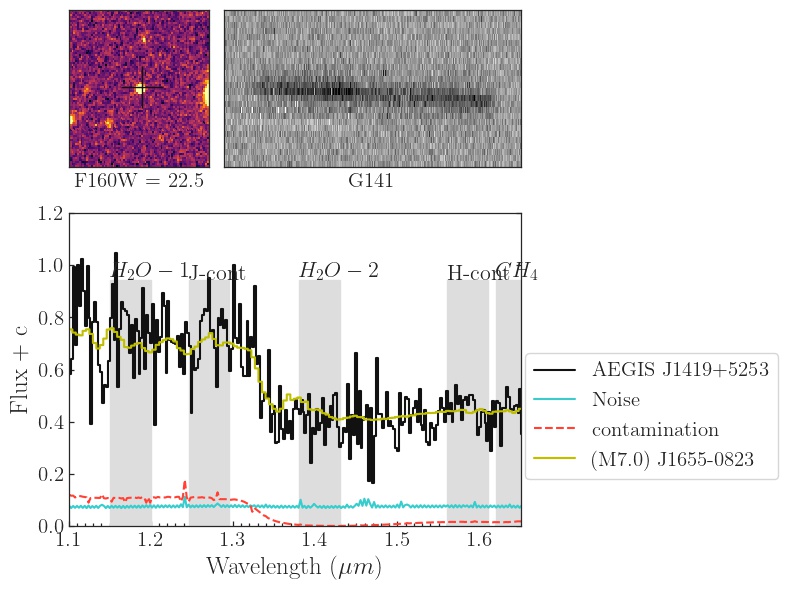 F160W = 22.5
G141
1.2
1.0
0.8
0.6
0.4
0.2
0.0
Flux + c
H₂O − 1
J-cont
H₂O − 2
H-cont
CH₄
1.1
1.2
1.3
1.4
1.5
1.6
Wavelength (μm)
AEGIS J1419+5253
Noise
contamination
(M7.0) J1655-0823